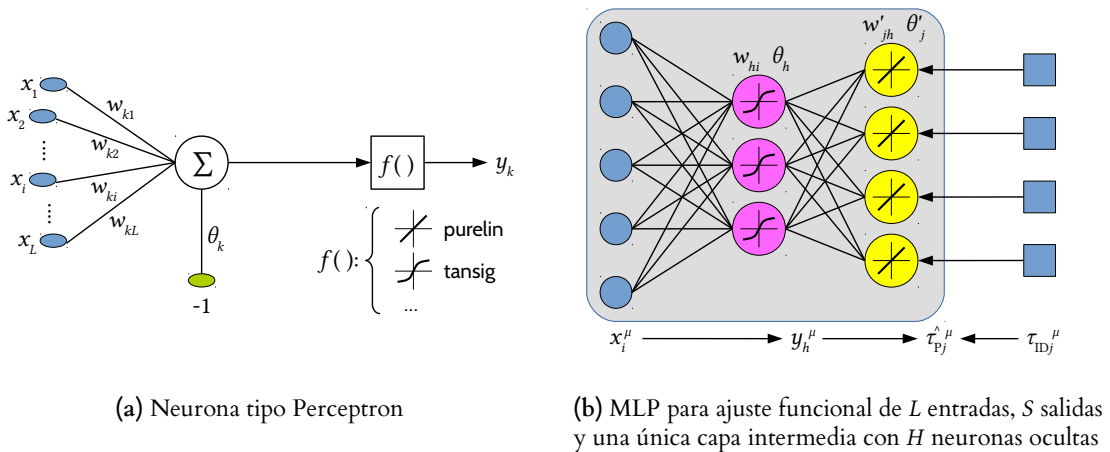 x1
x2
xi
xL
wk1
wk2
wki
wkL
Σ
θk
-1
f()
yk
f():
purelin
tansig
...
(a) Neurona tipo Perceptron
whi θh
w'jh θ'j
xiμ
yhμ
τ̂Pjμ
τIDjμ
(b) MLP para ajuste funcional de L entradas, S salidas
y una única capa intermedia con H neuronas ocultas